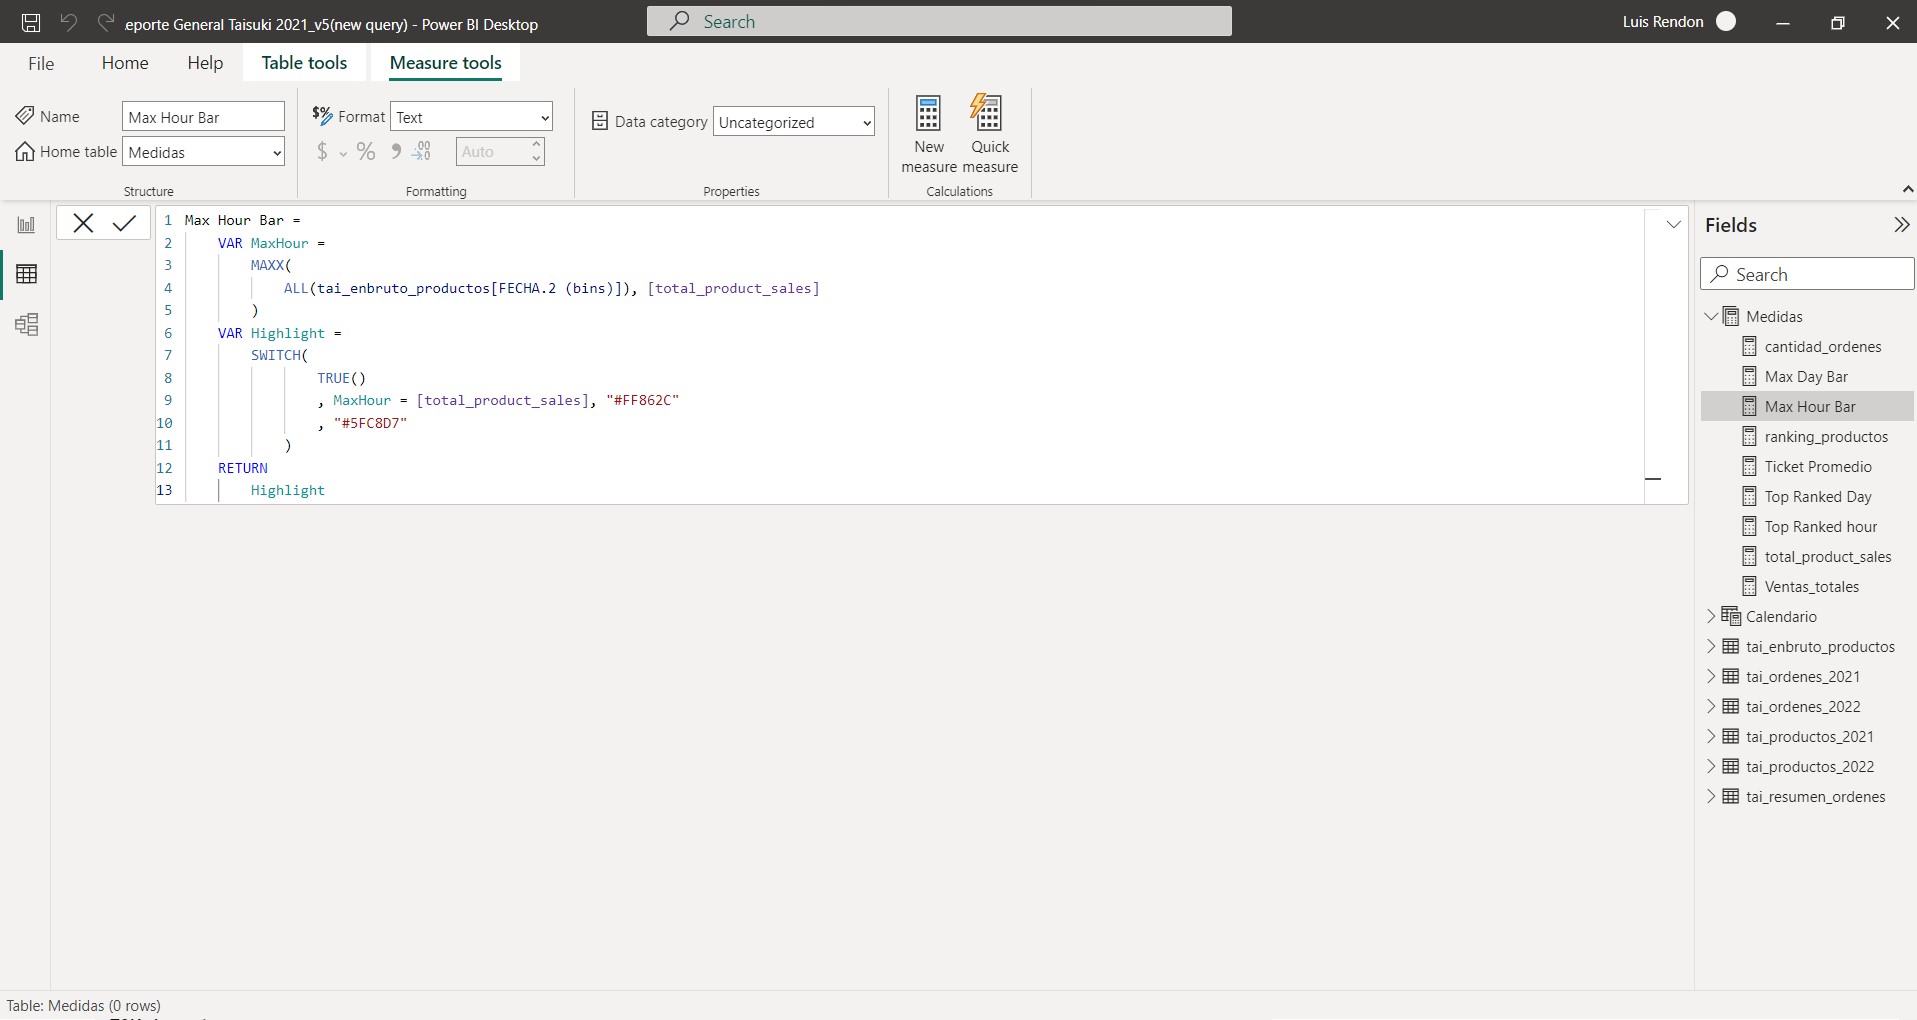 .eporte General Taisuki 2021_v5(new query) - Power BI Desktop
Search
Luis Rendon
File
Home
Help
Table tools
Measure tools
Name
Max Hour Bar
Home table
Medidas
Structure
$%
Format
Text
$
%
,
.00
→.0
Auto
Formatting
Data category
Uncategorized
Properties
New measure
Quick measure
Calculations
1 Max Hour Bar =
2 VAR MaxHour =
3 MAXX(
4 ALL(tai_enbruto_productos[FECHA.2 (bins)]), [total_product_sales]
5 )
6 VAR Highlight =
7 SWITCH(
8 TRUE()
9 , MaxHour = [total_product_sales], "#FF862C"
10 , "#5FC8D7"
11 )
12 RETURN
13 Highlight
Fields
Search
Medidas
cantidad_ordenes
Max Day Bar
Max Hour Bar
ranking_productos
Ticket Promedio
Top Ranked Day
Top Ranked hour
total_product_sales
Ventas_totales
Calendario
tai_enbruto_productos
tai_ordenes_2021
tai_ordenes_2022
tai_productos_2021
tai_productos_2022
tai_resumen_ordenes
Table: Medidas (0 rows)